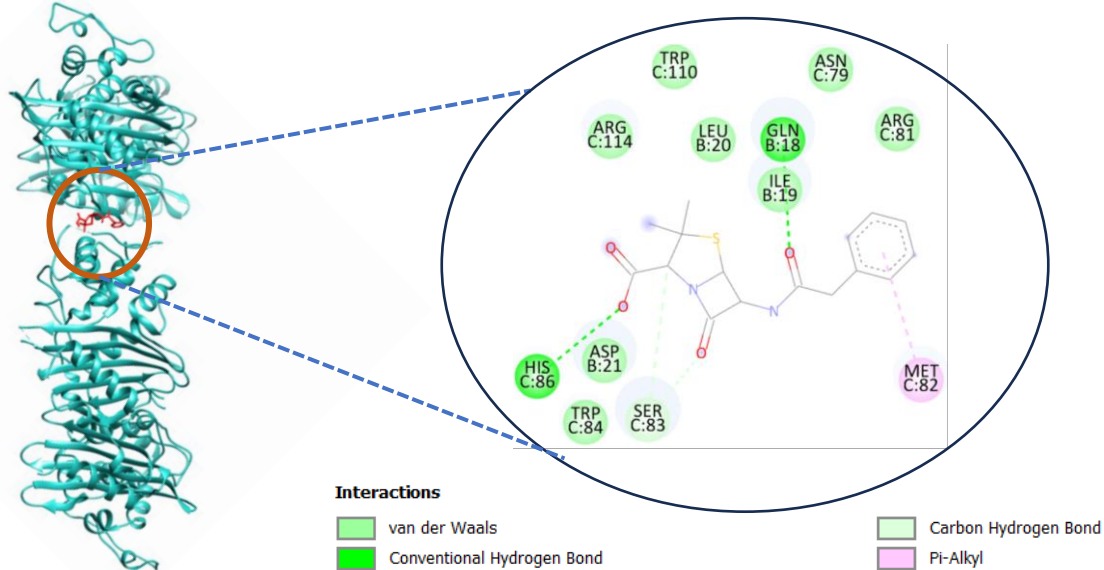 TRP
C:110
ASN
C:79
ARG
C:114
LEU
B:20
GLN
B:18
ARG
C:81
ILE
B:19
S
O
O
N
O
N
H
O
HIS
C:86
ASP
B:21
MET
C:82
TRP
C:84
SER
C:83
Interactions
van der Waals
Conventional Hydrogen Bond
Carbon Hydrogen Bond
Pi-Alkyl